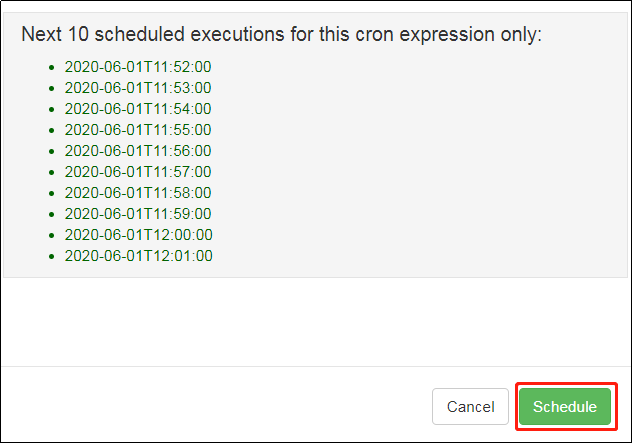 Next 10 scheduled executions for this cron expression only:
2020-06-01T11:52:00
2020-06-01T11:53:00
2020-06-01T11:54:00
2020-06-01T11:55:00
2020-06-01T11:56:00
2020-06-01T11:57:00
2020-06-01T11:58:00
2020-06-01T11:59:00
2020-06-01T12:00:00
2020-06-01T12:01:00
Cancel Schedule